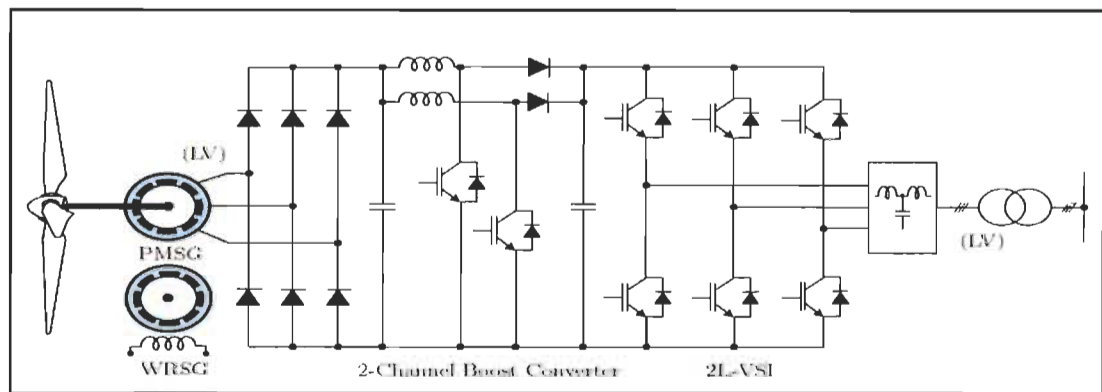 (LV)
PMSG
WRSG
2-Channel Boost Converter
2L-VSI
(LV)